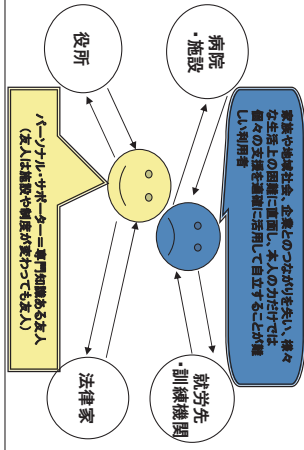 家族や地域社会、企業とのつながりを失い、様々
な生活上の困難に直面し、本人の力だけでは
個々の支援を的確に活用して自立することが難
しい利用者
病院
・施設
就労先
・訓練機関
役所
法律家
パーソナル・サポーター＝専門知識ある友人
（友人は施設や制度が変わっても友人）